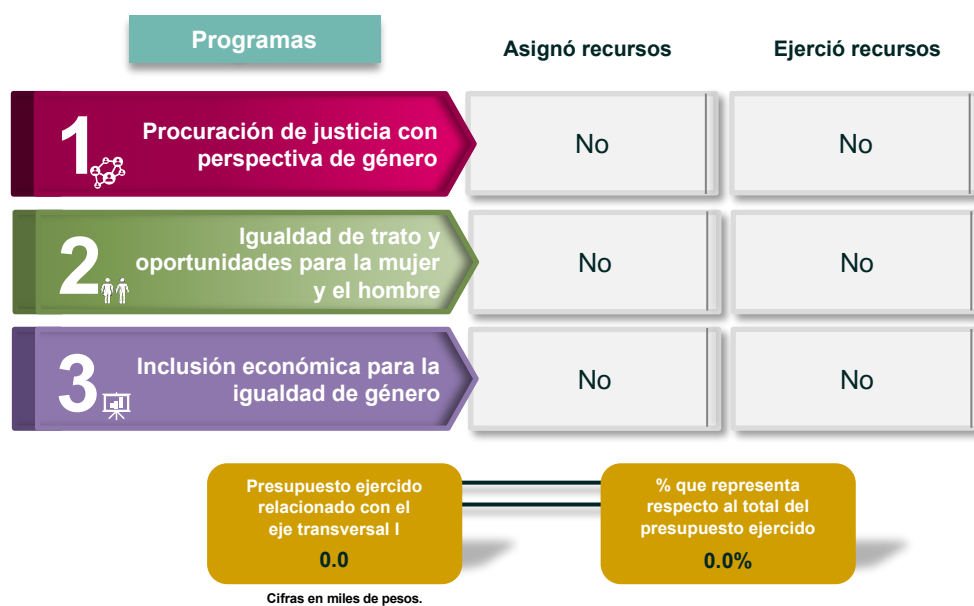 Programas
Asignó recursos
Ejerció recursos
1
Procuración de justicia con
perspectiva de género
No
No
2
Igualdad de trato y
oportunidades para la mujer
y el hombre
No
No
3
Inclusión económica para la
igualdad de género
No
No
Presupuesto ejercido
relacionado con el
eje transversal I
0.0
% que representa
respecto al total del
presupuesto ejercido
0.0%
Cifras en miles de pesos.